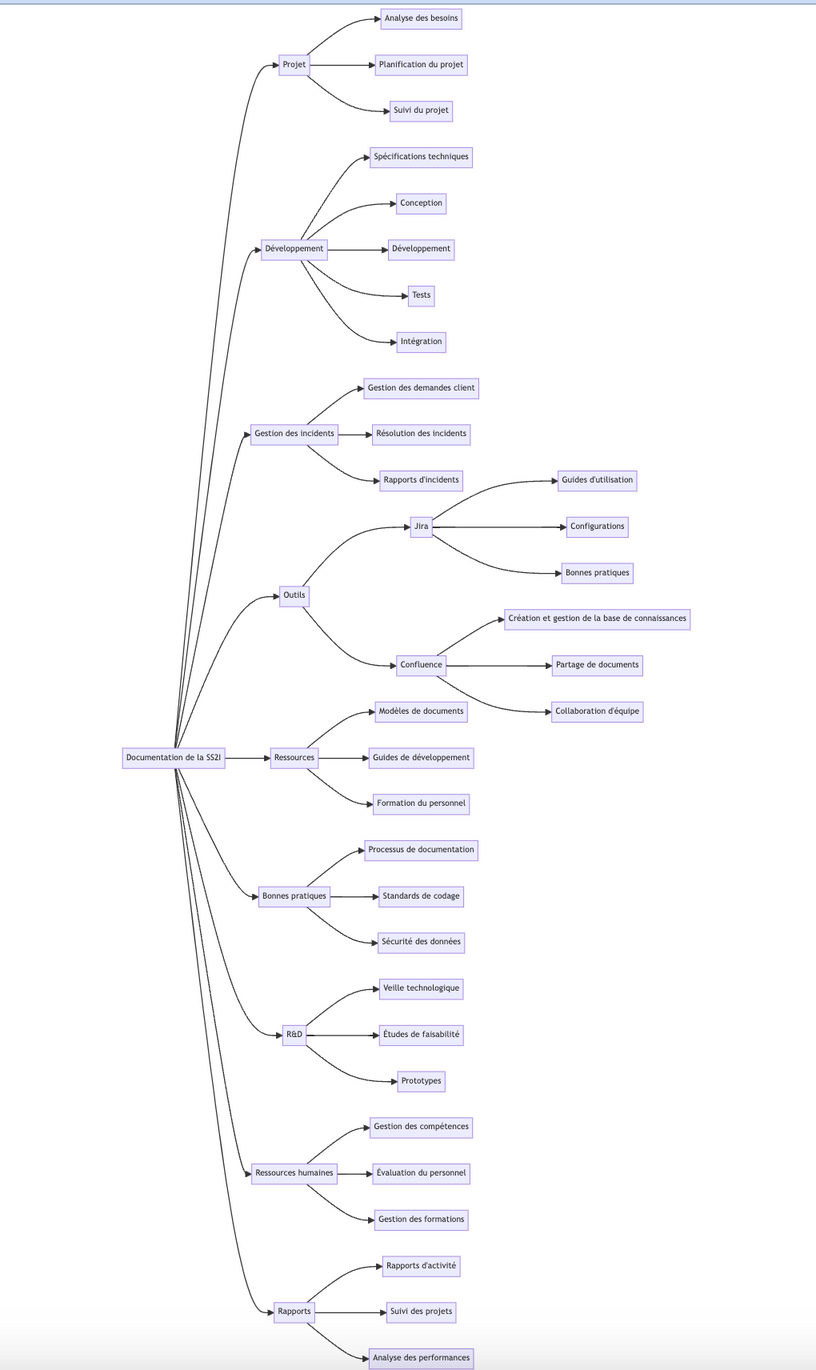 Analyse des besoins
Projet
Planification du projet
Suivi du projet
Spécifications techniques
Conception
Développement
Développement
Tests
Intégration
Gestion des demandes client
Gestion des incidents
Résolution des incidents
Rapports d'incidents
Guides d'utilisation
Jira
Configurations
Bonnes pratiques
Outils
Création et gestion de la base de connaissances
Confluence
Partage de documents
Modèles de documents
Collaboration d'équipe
Documentation de la SS2I
Ressources
Guides de développement
Formation du personnel
Processus de documentation
Bonnes pratiques
Standards de codage
Sécurité des données
Veille technologique
R&D
Études de faisabilité
Prototypes
Gestion des compétences
Ressources humaines
Évaluation du personnel
Gestion des formations
Rapports d'activité
Rapports
Suivi des projets
Analyse des performances